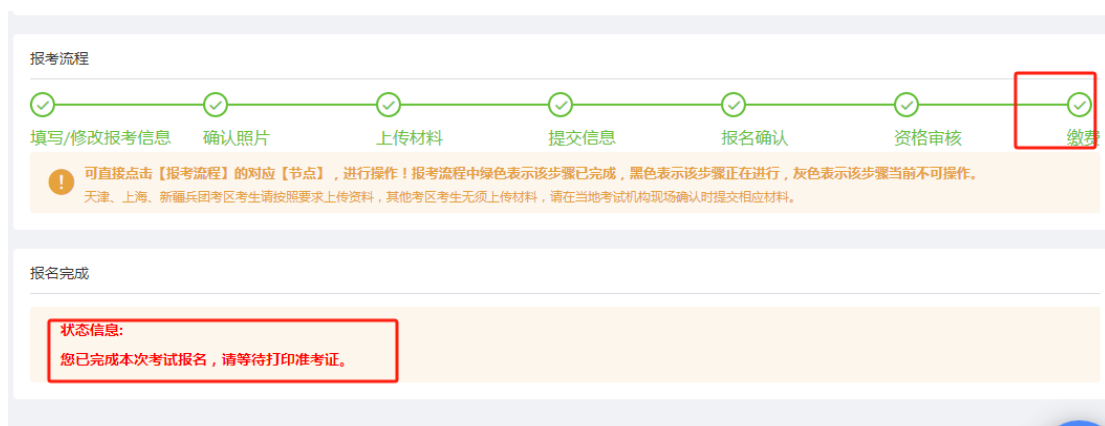 报考流程
填写/修改报考信息 确认照片 上传材料 提交信息 报名确认 资格审核 缴费
可直接点击【报考流程】的对应【节点】，进行操作！报考流程中绿色表示该步骤已完成，黑色表示该步骤正在进行，灰色表示该步骤当前不可操作。
天津、上海、新疆兵团考区考生请按照要求上传资料，其他考区考生无须上传材料，请在当地考试机构现场确认时提交相应材料。
报名完成
状态信息:
您已完成本次考试报名，请等待打印准考证。